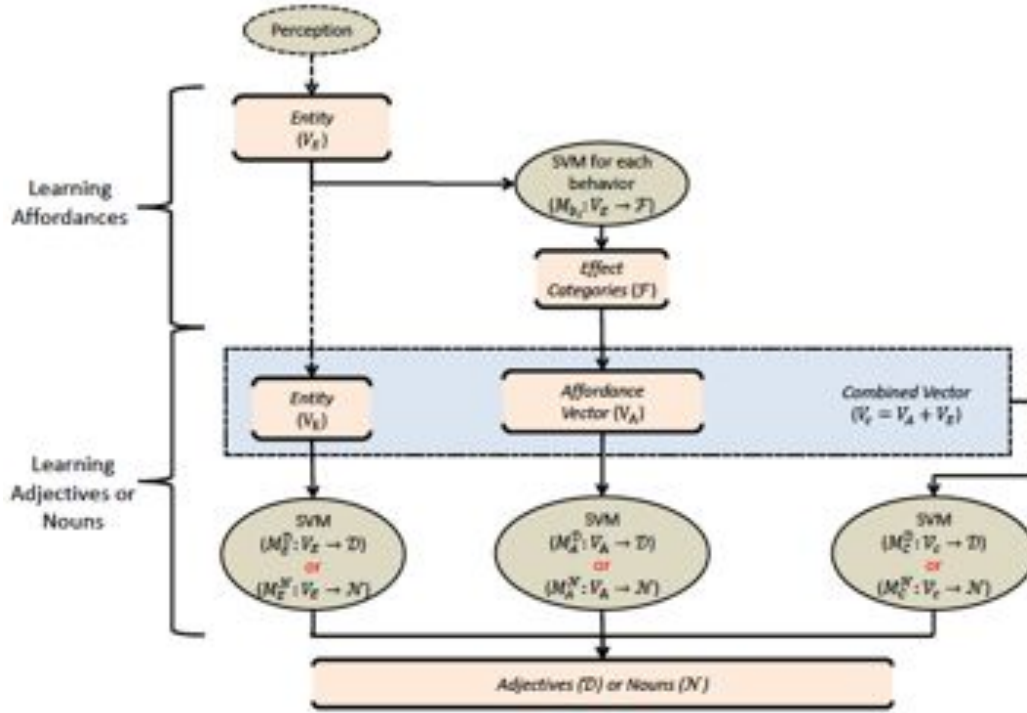 Perception
Entity
(V_E)
SVM for each
behavior
(M_{b_i}: V_E → ℱ)
Learning
Affordances
Effect
Categories (ℱ)
Entity
(V_E)
Affordance
Vector (V_A)
Combined Vector
(V_c = V_A + V_E)
Learning
Adjectives or
Nouns
SVM
(M_E^𝒟: V_E → 𝒟)
or
(M_E^𝒩: V_E → 𝒩)
SVM
(M_A^𝒟: V_A → 𝒟)
or
(M_A^𝒩: V_A → 𝒩)
SVM
(M_C^𝒟: V_c → 𝒟)
or
(M_C^𝒩: V_c → 𝒩)
Adjectives (𝒟) or Nouns (𝒩)